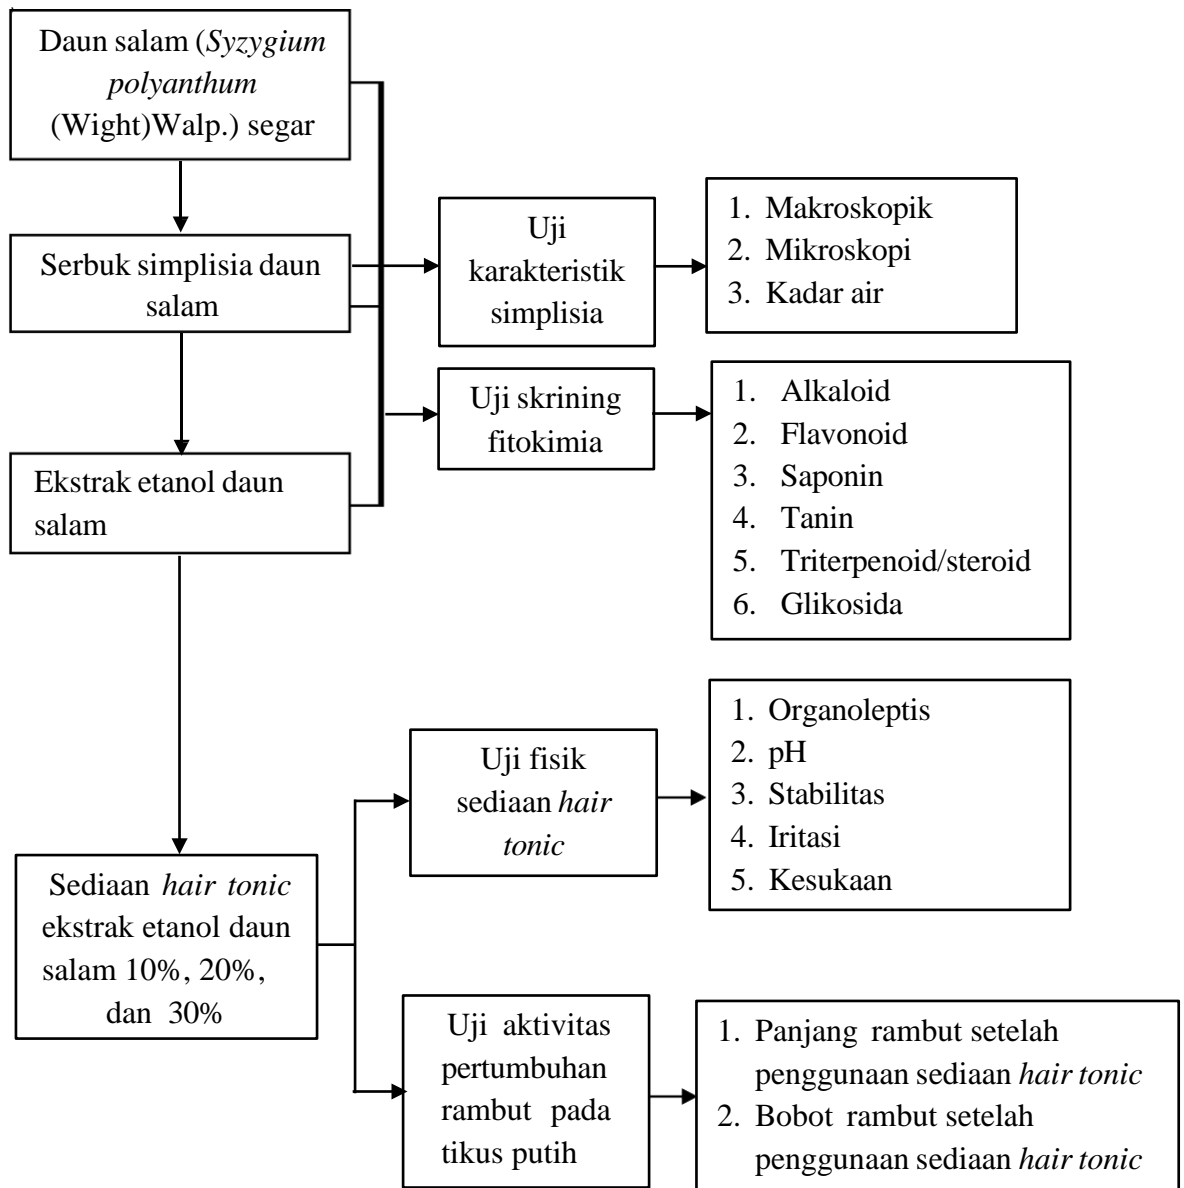 Daun salam (Syzygium
polyanthum
(Wight)Walp.) segar
Serbuk simplisia daun
salam
Uji
karakteristik
simplisia
1. Makroskopik
2. Mikroskopi
3. Kadar air
Uji skrining
fitokimia
1. Alkaloid
2. Flavonoid
3. Saponin
4. Tanin
5. Triterpenoid/steroid
6. Glikosida
Ekstrak etanol daun
salam
Uji fisik
sediaan hair
tonic
1. Organoleptis
2. pH
3. Stabilitas
4. Iritasi
5. Kesukaan
Sediaan hair tonic
ekstrak etanol daun
salam 10%, 20%,
dan 30%
Uji aktivitas
pertumbuhan
rambut pada
tikus putih
1. Panjang rambut setelah
penggunaan sediaan hair tonic
2. Bobot rambut setelah
penggunaan sediaan hair tonic